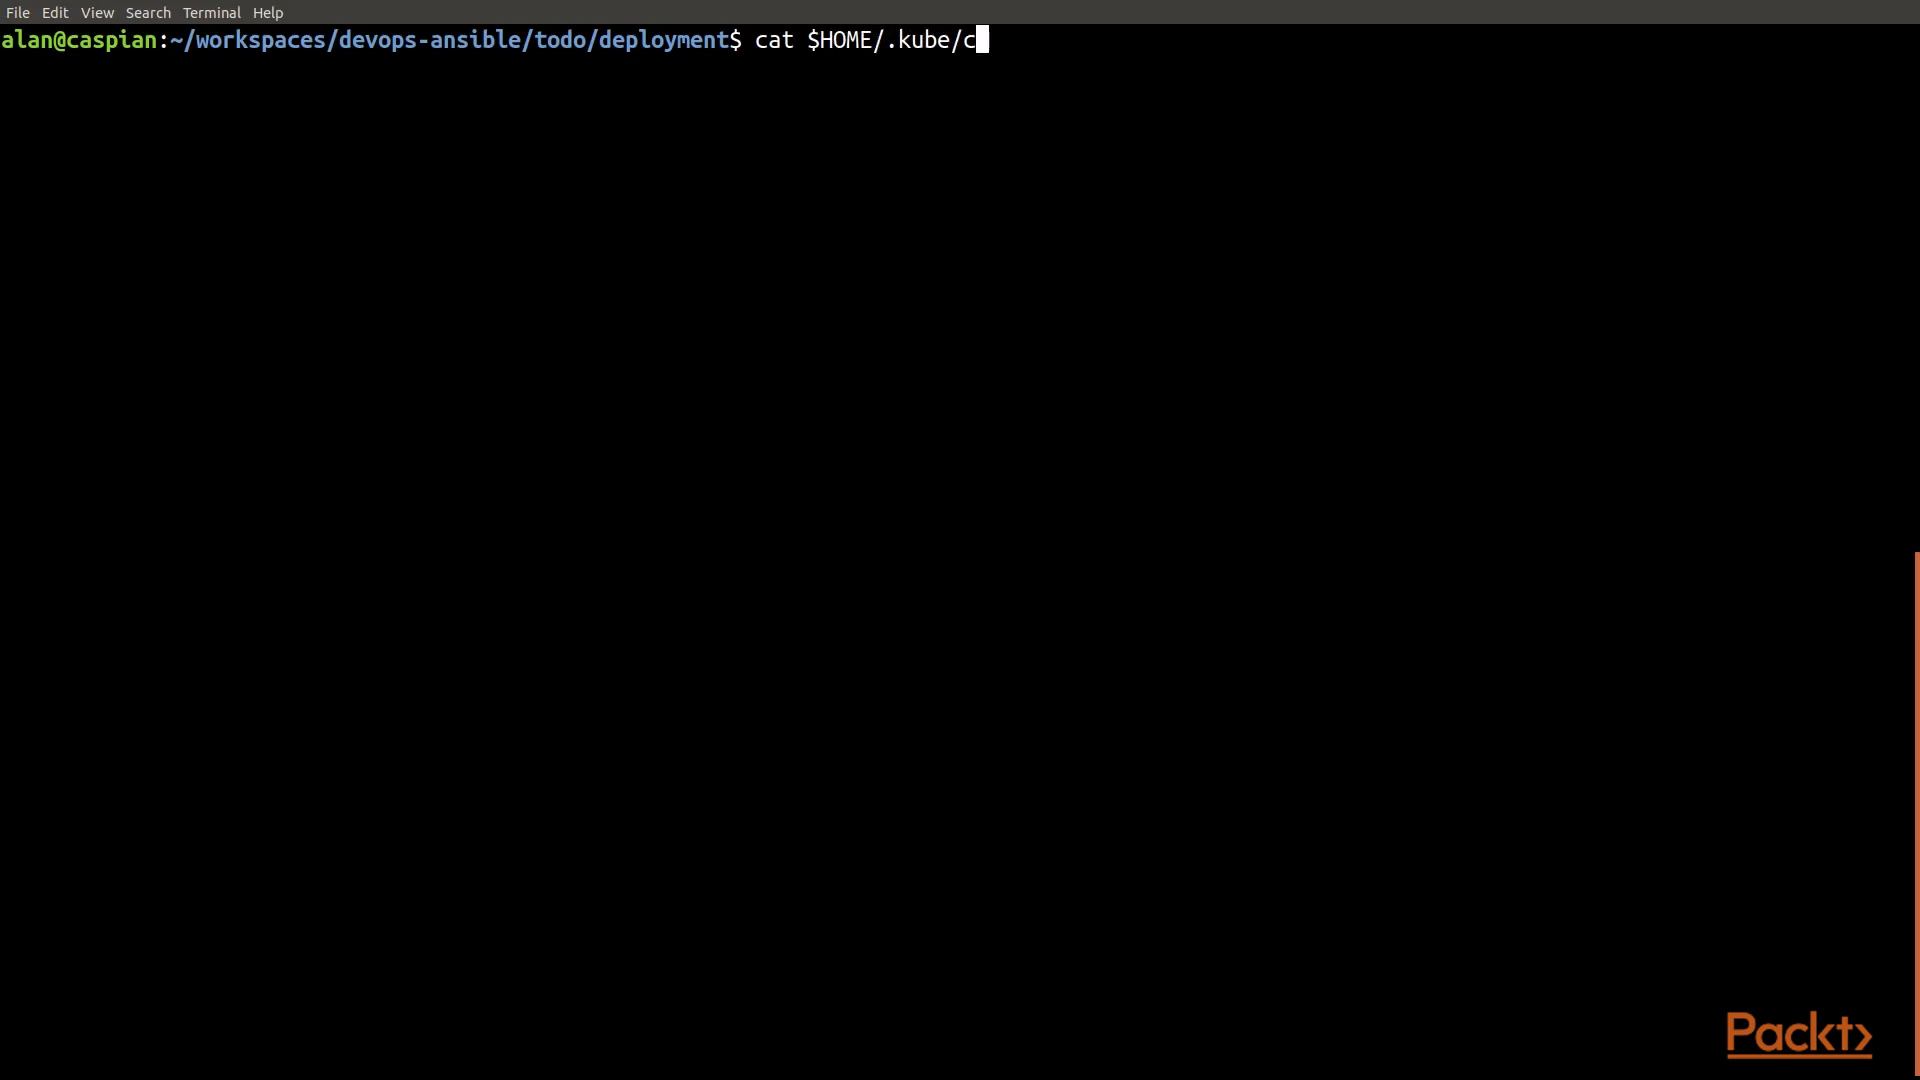 File Edit View Search Terminal Help
alan@caspian:~/workspaces/devops-ansible/todo/deployment$ cat $HOME/.kube/c
Packt>